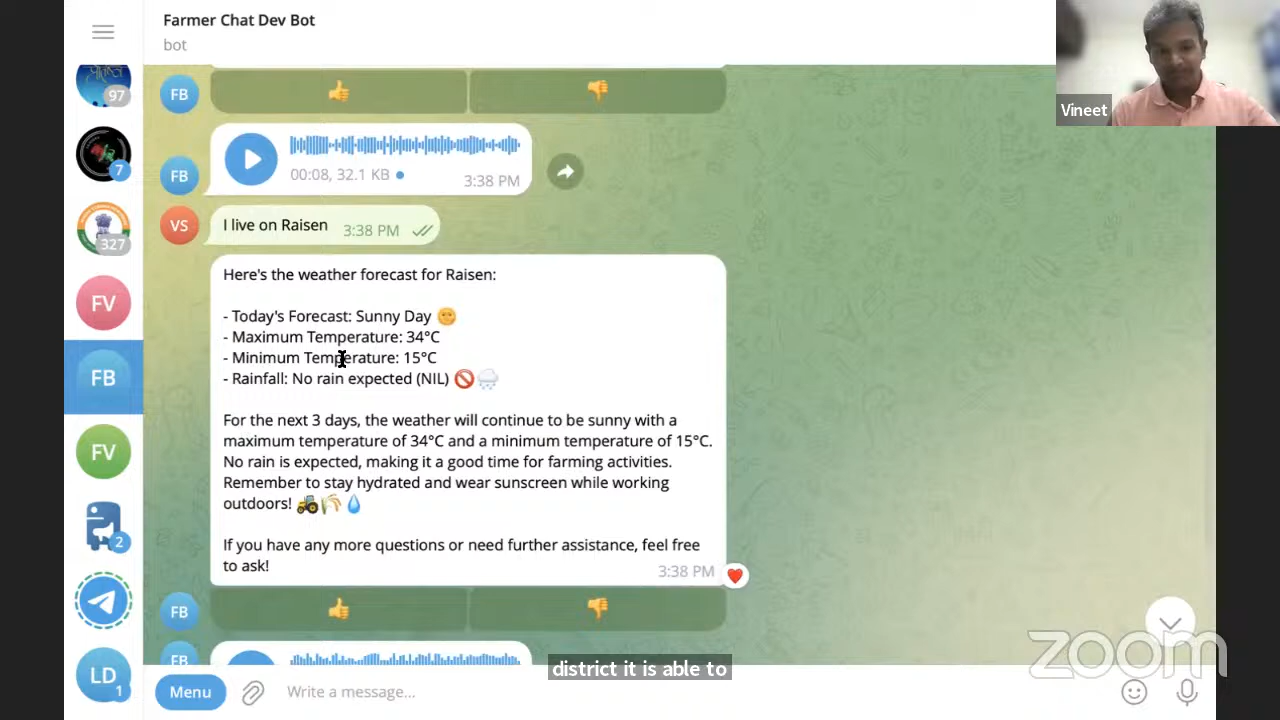 Farmer Chat Dev Bot
bot
Vineet
97
7
327
FV
FB
FV
2
LD
1
FB
FB
00:08, 32.1 KB
3:38 PM
VS
I live on Raisen
3:38 PM
Here's the weather forecast for Raisen:
- Today's Forecast: Sunny Day
- Maximum Temperature: 34°C
- Minimum Temperature: 15°C
- Rainfall: No rain expected (NIL)
For the next 3 days, the weather will continue to be sunny with a
maximum temperature of 34°C and a minimum temperature of 15°C.
No rain is expected, making it a good time for farming activities.
Remember to stay hydrated and wear sunscreen while working
outdoors!
If you have any more questions or need further assistance, feel free
to ask!
3:38 PM
FB
FB
district it is able to
zoom
Menu
Write a message...